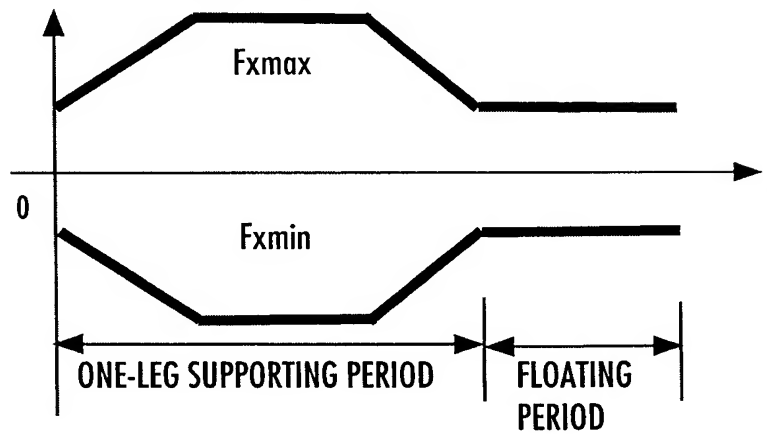 Fxmax
0
Fxmin
ONE-LEG SUPPORTING PERIOD
FLOATING
PERIOD